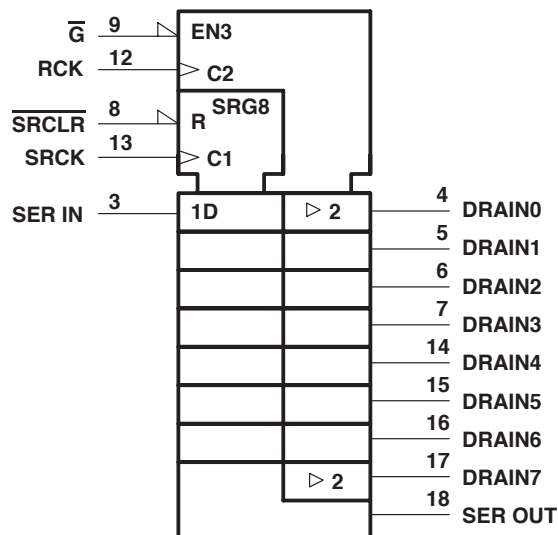 G̅ 9 EN3
RCK 12 C2
SRG8
S̅R̅C̅L̅R̅ 8 R
SRCK 13 C1
SER IN 3 1D 2 4 DRAIN0
5 DRAIN1
6 DRAIN2
7 DRAIN3
14 DRAIN4
15 DRAIN5
16 DRAIN6
2 17 DRAIN7
18 SER OUT